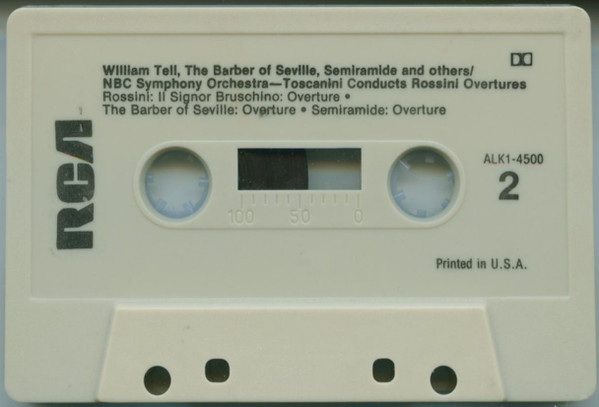 William Tell, The Barber of Seville, Semiramide and others/
NBC Symphony Orchestra—Toscanini Conducts Rossini Overtures
Rossini: Il Signor Bruschino: Overture •
The Barber of Seville: Overture • Semiramide: Overture
RCA
ALK1-4500
2
100 50 0
Printed in U.S.A.